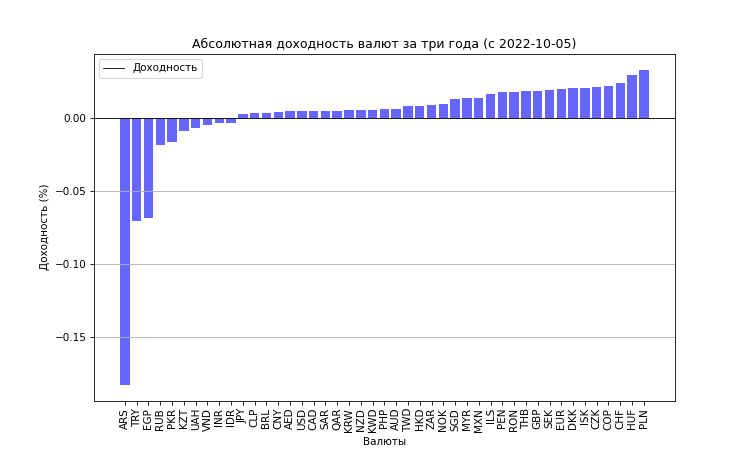 Абсолютная доходность валют за три года (с 2022-10-05)
Доходность
0.00
−0.05
−0.10
−0.15
Доходность (%)
ARS TRY EGP RUB PKR KZT UAH VND INR IDR JPY CLP BRL CNY AED USD CAD SAR QAR KRW NZD KWD PHP AUD TWD HKD ZAR NOK SGD MYR MXN ILS PEN RON THB GBP SEK EUR DKK ISK CZK COP CHF HUF PLN
Валюты